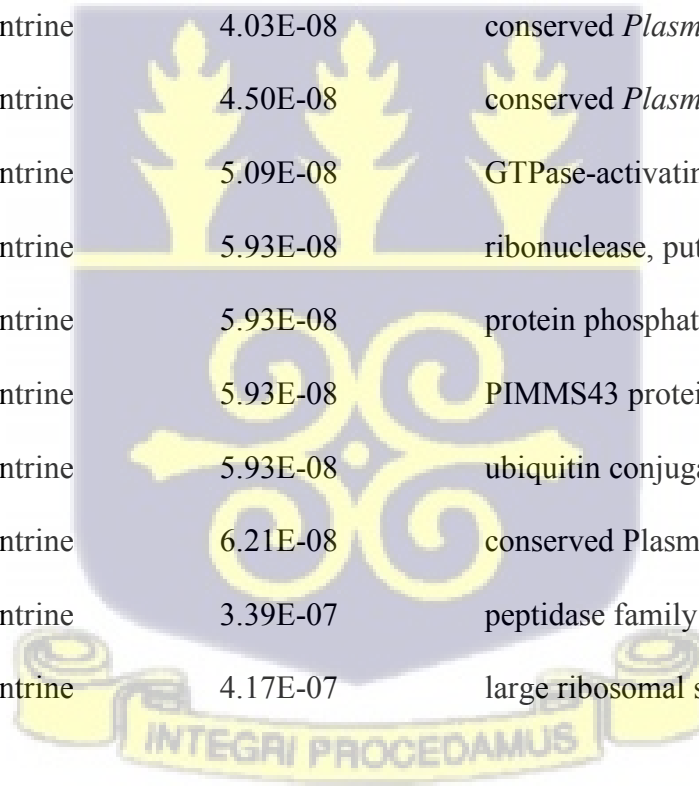 ntrine 4.03E-08 conserved Plasm
ntrine 4.50E-08 conserved Plasm
ntrine 5.09E-08 GTPase-activatin
ntrine 5.93E-08 ribonuclease, put
ntrine 5.93E-08 protein phosphat
ntrine 5.93E-08 PIMMS43 protei
ntrine 5.93E-08 ubiquitin conjuga
ntrine 6.21E-08 conserved Plasm
ntrine 3.39E-07 peptidase family
ntrine 4.17E-07 large ribosomal s
INTEGRI PROCEDAMUS